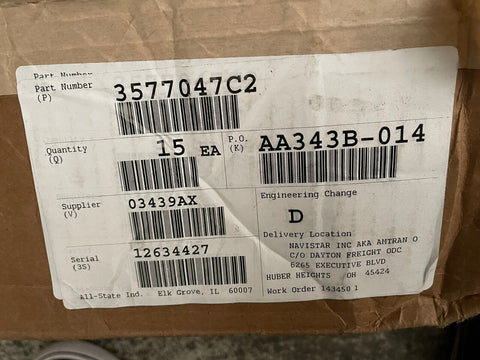 Part Number
Part Number 3577047C2
(P)
Quantity 15 EA P.O. AA343B-014
(Q) (K)
Supplier 03439AX
(V)
Engineering Change
D
Serial 12634427
(3S)
Delivery Location
NAVISTAR INC AKA AMTRAN O
C/O DAYTON FREIGHT ODC
6265 EXECUTIVE BLVD
HUBER HEIGHTS , OH 45424
All-State Ind. Elk Grove, IL 60007 Work Order 143450 1